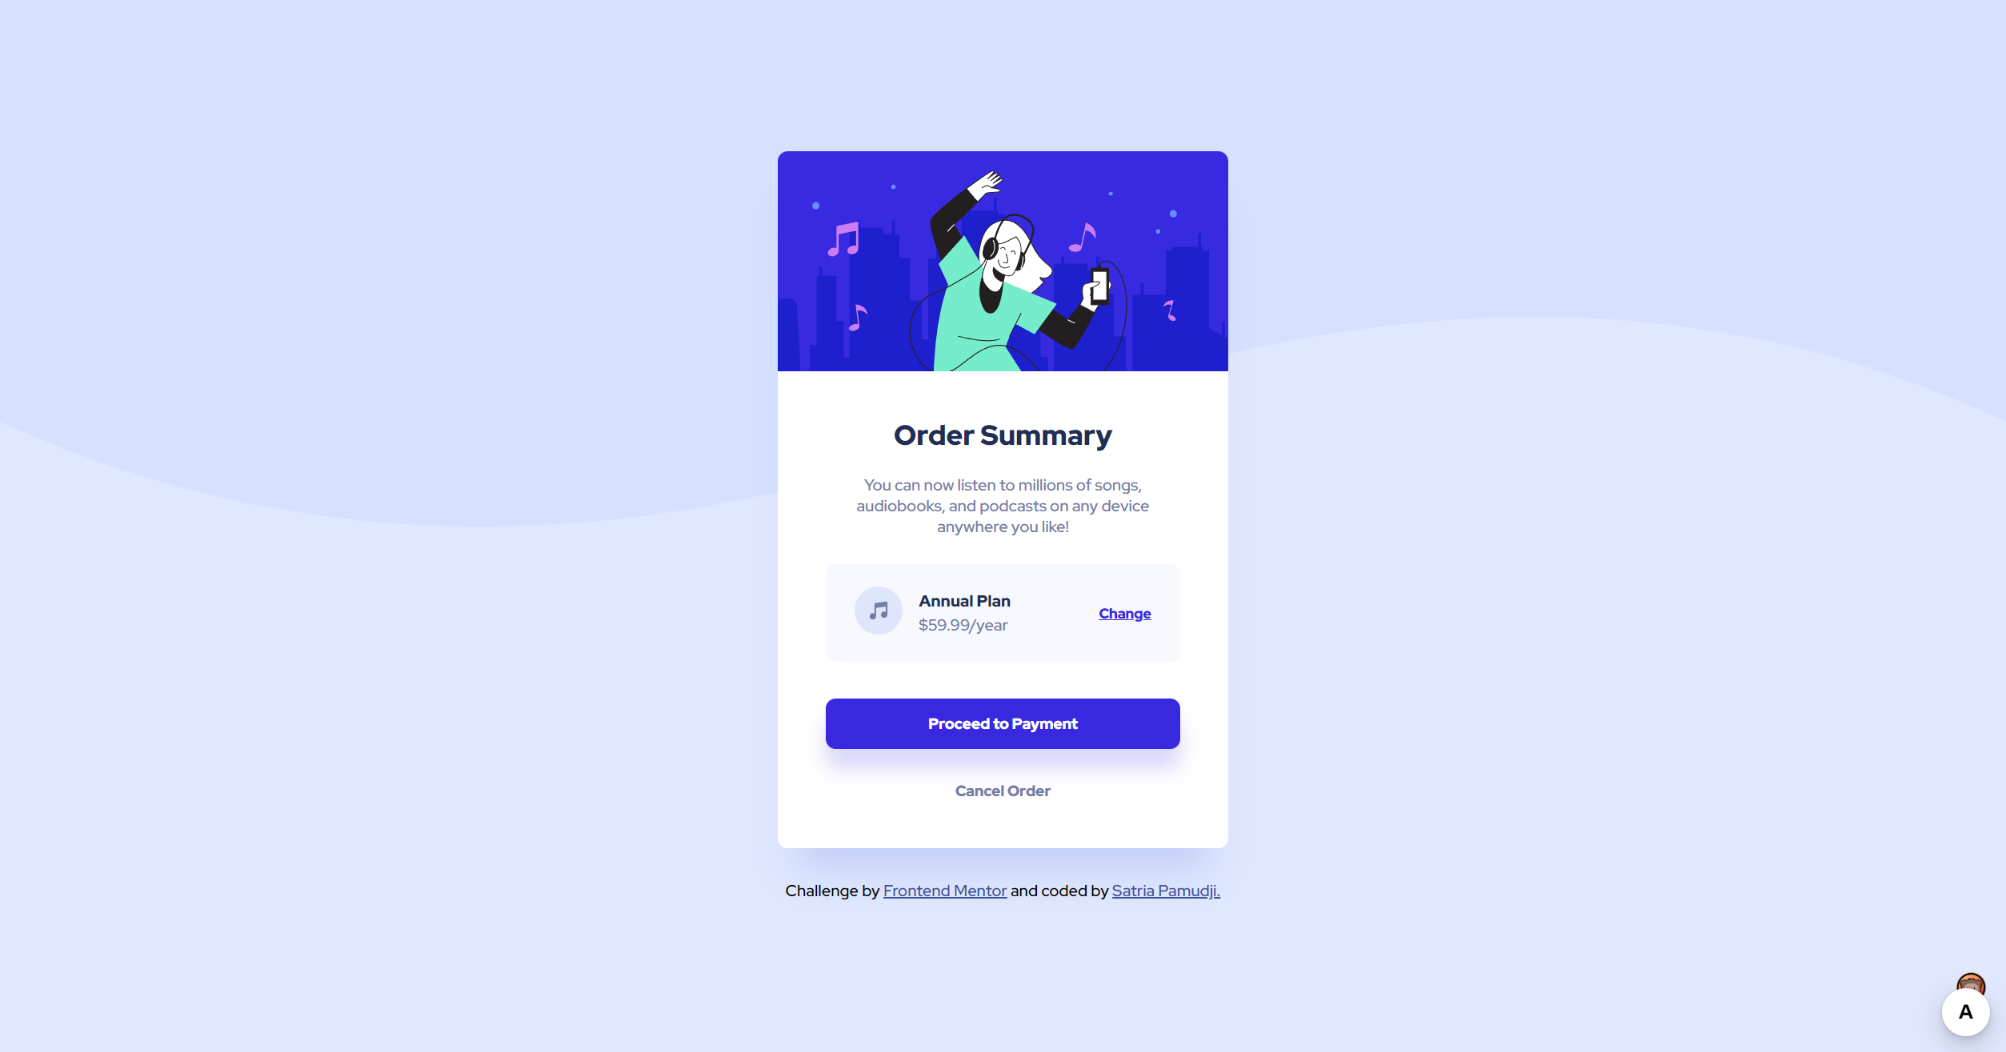 Order Summary
You can now listen to millions of songs,
audiobooks, and podcasts on any device
anywhere you like!
Annual Plan
$59.99/year
Change
Proceed to Payment
Cancel Order
Challenge by Frontend Mentor and coded by Satria Pamudji.
A